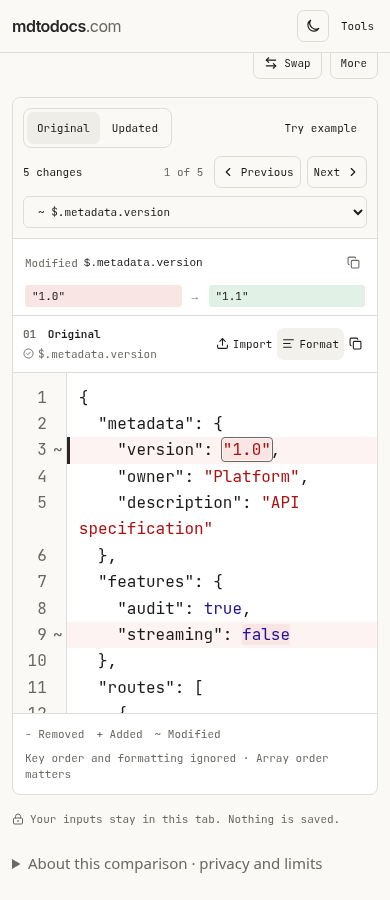 mdtodocs.com
Tools
Swap
More
Original
Updated
Try example
5 changes
1 of 5
Previous
Next
~ $.metadata.version
Modified $.metadata.version
"1.0"
→
"1.1"
01 Original
$.metadata.version
Import
Format
1 {
2 "metadata": {
3 ~ "version": "1.0",
4 "owner": "Platform",
5 "description": "API
specification"
6 },
7 "features": {
8 "audit": true,
9 ~ "streaming": false
10 },
11 "routes": [
12 {
- Removed + Added ~ Modified
Key order and formatting ignored · Array order
matters
Your inputs stay in this tab. Nothing is saved.
About this comparison · privacy and limits